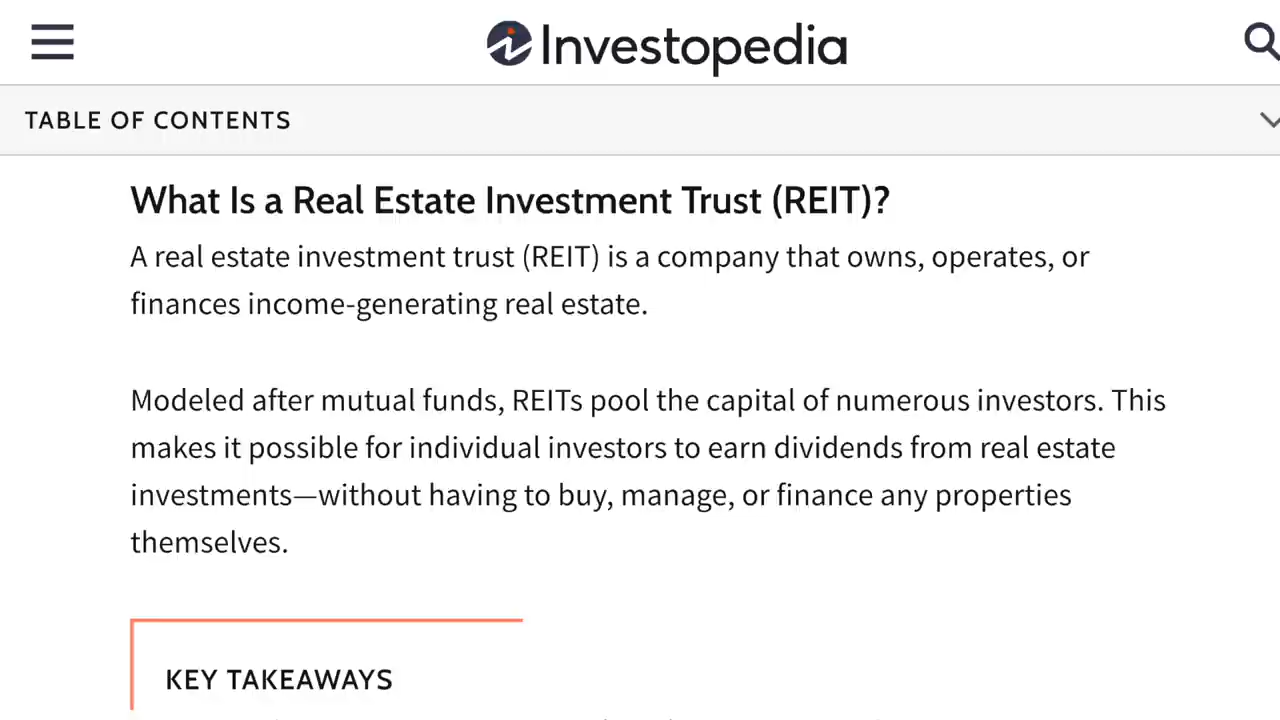 Investopedia
TABLE OF CONTENTS
What Is a Real Estate Investment Trust (REIT)?
A real estate investment trust (REIT) is a company that owns, operates, or
finances income-generating real estate.
Modeled after mutual funds, REITs pool the capital of numerous investors. This
makes it possible for individual investors to earn dividends from real estate
investments—without having to buy, manage, or finance any properties
themselves.
KEY TAKEAWAYS